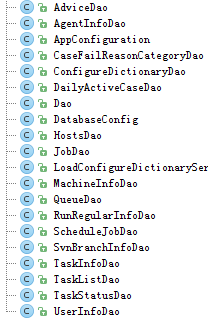 AdviceDao
AgentInfoDao
AppConfiguration
CaseFailReasonCategoryDao
ConfigureDictionaryDao
DailyActiveCaseDao
Dao
DatabaseConfig
HostsDao
JobDao
LoadConfigureDictionarySer
MachineInfoDao
QueueDao
RunRegularInfoDao
ScheduleJobDao
SvnBranchInfoDao
TaskInfoDao
TaskListDao
TaskStatusDao
UserInfoDao